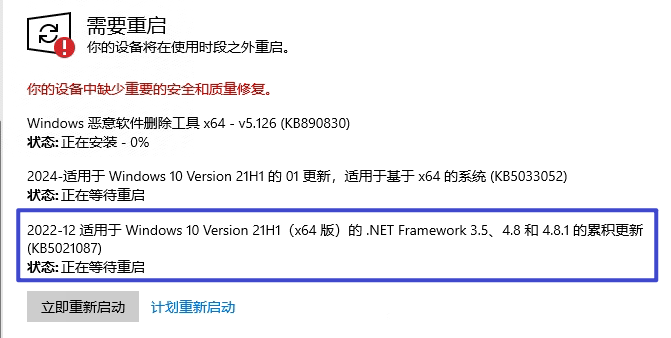 需要重启
你的设备将在使用时段之外重启。
你的设备中缺少重要的安全和质量修复。
Windows 恶意软件删除工具 x64 - v5.126 (KB890830)
状态: 正在安装 - 0%
2024-适用于 Windows 10 Version 21H1 的 01 更新，适用于基于 x64 的系统 (KB5033052)
状态: 正在等待重启
2022-12 适用于 Windows 10 Version 21H1（x64 版）的 .NET Framework 3.5、4.8 和 4.8.1 的累积更新
(KB5021087)
状态: 正在等待重启
立即重新启动 计划重新启动